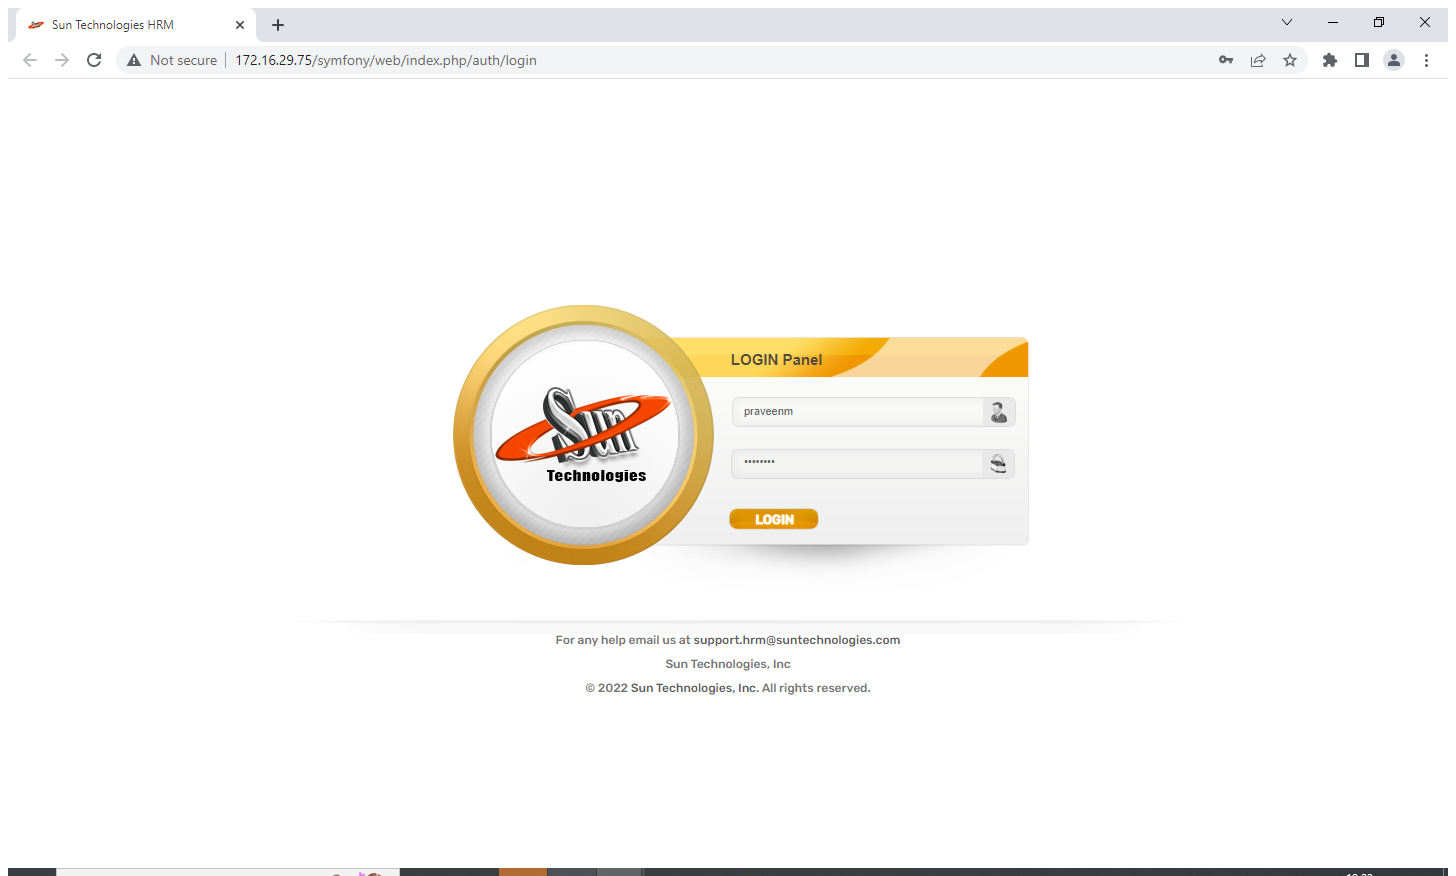 Sun Technologies HRM
Not secure
172.16.29.75/symfony/web/index.php/auth/login
LOGIN Panel
Sun
Technologies
praveenm
••••••••
LOGIN
For any help email us at support.hrm@suntechnologies.com
Sun Technologies, Inc
© 2022 Sun Technologies, Inc. All rights reserved.